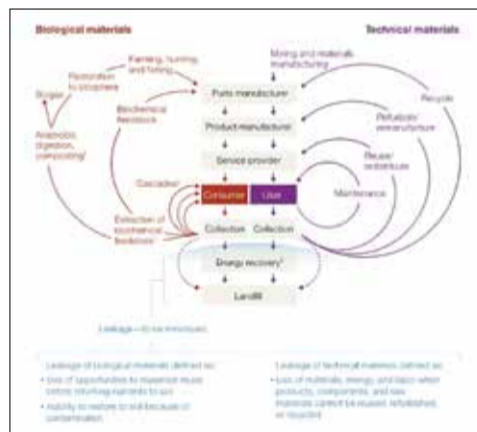 Biological materials
Technical materials
Farming, hunting,
and fishing
Mining and materials
manufacturing
Restoration
to biosphere
Biogas
Biochemical
feedstock
Anaerobic
digestion,
composting¹
Cascades
Extraction of
biochemical
feedstock
Parts manufacturer
Product manufacturer
Service provider
Consumer
User
Collection
Collection
Energy recovery²
Landfill
Recycle
Refurbish/
remanufacture
Reuse/
redistribute
Maintenance
Leakage—to be minimized
Leakage of biological materials defined as:
• Loss of opportunities to maximize
before returning nutrients to soil
• Inability to restore to soil because of
contamination
Leakage of technical materials defined as:
• Loss of materials, energy, and labor when
products, components, and
materials cannot be reused, refurbished,
or recycled